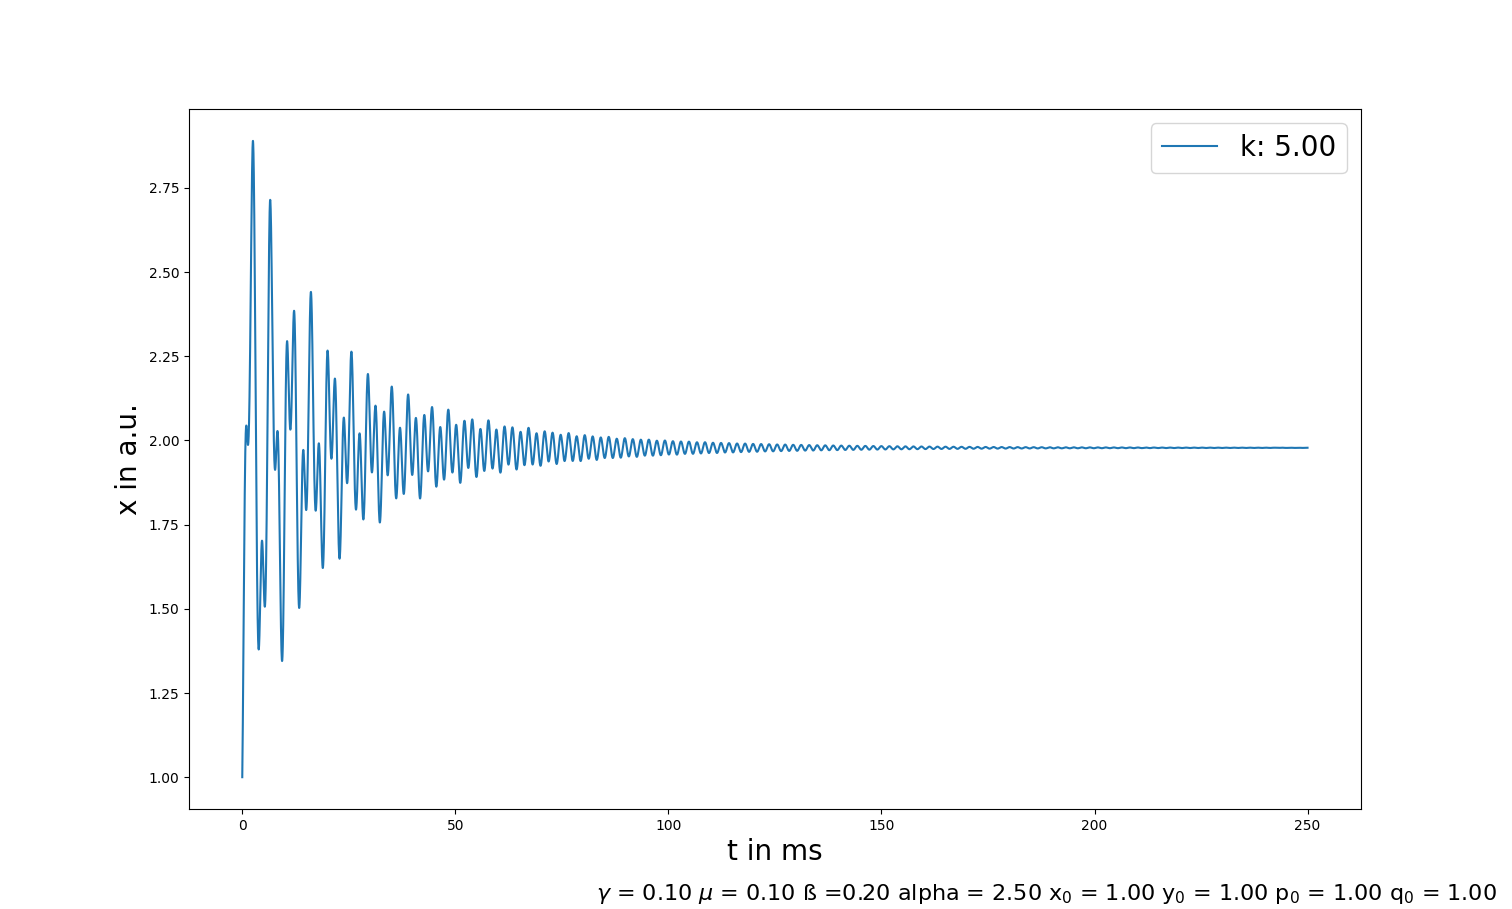 k: 5.00
2.75
2.50
2.25
2.00
1.75
1.50
1.25
1.00
x in a.u.
0 50 100 150 200 250
t in ms
γ = 0.10 μ = 0.10 ß =0.20 alpha = 2.50 x₀ = 1.00 y₀ = 1.00 p₀ = 1.00 q₀ = 1.00